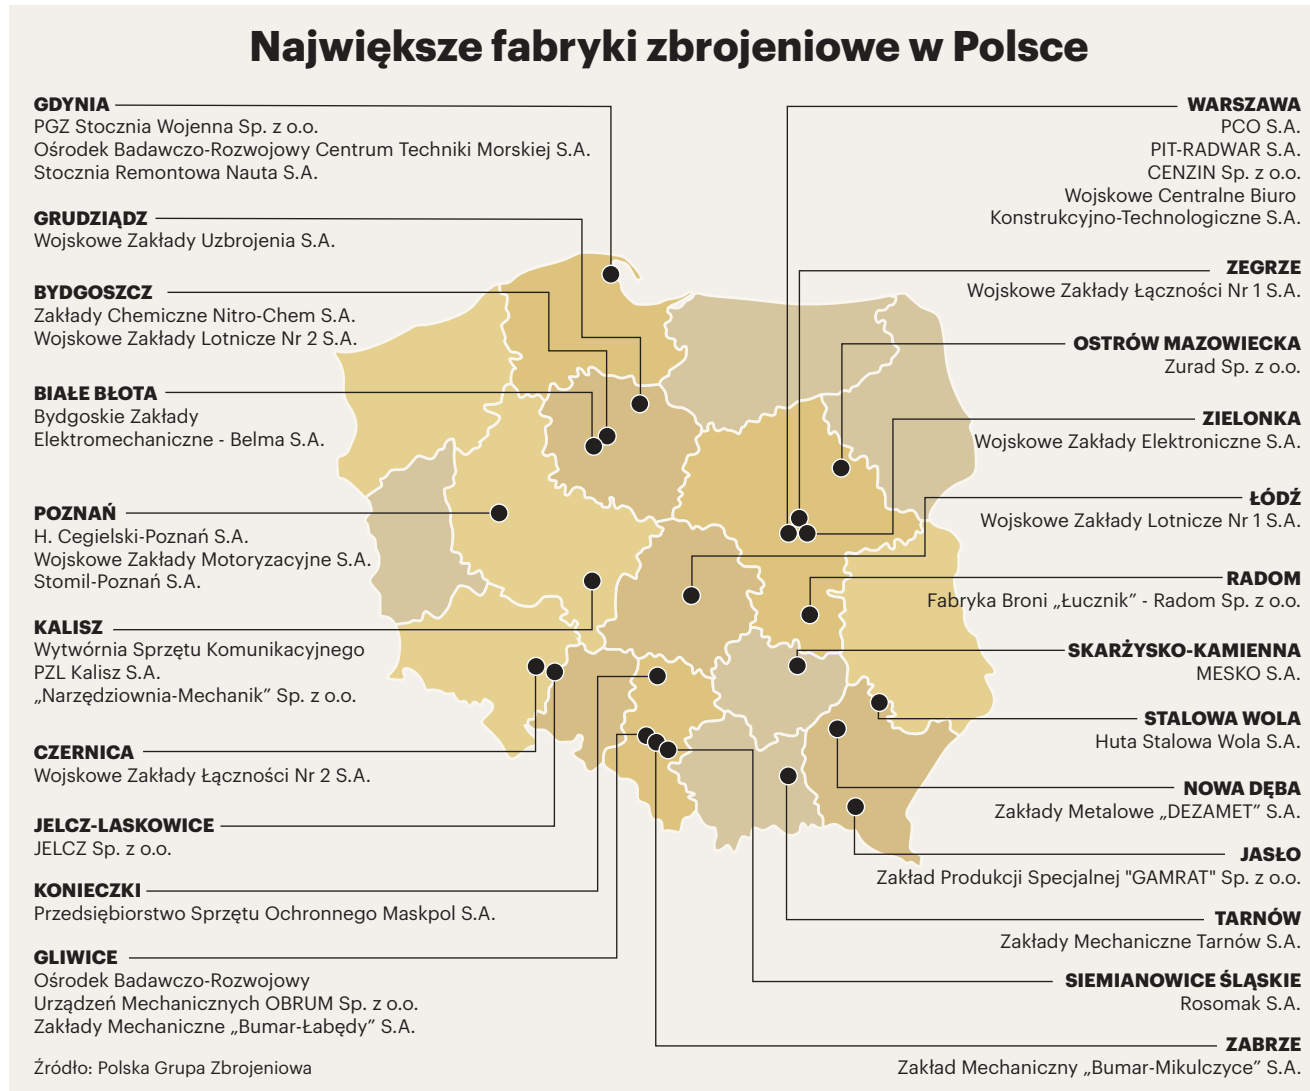 Największe fabryki zbrojeniowe w Polsce
GDYNIA
PGZ Stocznia Wojenna Sp. z o.o.
Ośrodek Badawczo-Rozwojowy Centrum Techniki Morskiej S.A.
Stocznia Remontowa Nauta S.A.
GRUDZIĄDZ
Wojskowe Zakłady Uzbrojenia S.A.
BYDGOSZCZ
Zakłady Chemiczne Nitro-Chem S.A.
Wojskowe Zakłady Lotnicze Nr 2 S.A.
BIAŁE BŁOTA
Bydgoskie Zakłady
Elektromechaniczne - Belma S.A.
POZNAŃ
H. Cegielski-Poznań S.A.
Wojskowe Zakłady Motoryzacyjne S.A.
Stomil-Poznań S.A.
KALISZ
Wytwórnia Sprzętu Komunikacyjnego
PZL Kalisz S.A.
„Narzędziownia-Mechanik” Sp. z o.o.
CZERNICA
Wojskowe Zakłady Łączności Nr 2 S.A.
JELCZ-LASKOWICE
JELCZ Sp. z o.o.
KONIECZKI
Przedsiębiorstwo Sprzętu Ochronnego Maskpol S.A.
GLIWICE
Ośrodek Badawczo-Rozwojowy
Urządzeń Mechanicznych OBRUM Sp. z o.o.
Zakłady Mechaniczne „Bumar-Łabędy” S.A.
Źródło: Polska Grupa Zbrojeniowa
WARSZAWA
PCO S.A.
PIT-RADWAR S.A.
CENZIN Sp. z o.o.
Wojskowe Centralne Biuro
Konstrukcyjno-Technologiczne S.A.
ZEGRZE
Wojskowe Zakłady Łączności Nr 1 S.A.
OSTRÓW MAZOWIECKA
Zurad Sp. z o.o.
ZIELONKA
Wojskowe Zakłady Elektroniczne S.A.
ŁÓDŹ
Wojskowe Zakłady Lotnicze Nr 1 S.A.
RADOM
Fabryka Broni „Łucznik” - Radom Sp. z o.o.
SKARŻYSKO-KAMIENNA
MESKO S.A.
STALOWA WOLA
Huta Stalowa Wola S.A.
NOWA DĘBA
Zakłady Metalowe „DEZAMET” S.A.
JASŁO
Zakład Produkcji Specjalnej "GAMRAT" Sp. z o.o.
TARNÓW
Zakłady Mechaniczne Tarnów S.A.
SIEMIANOWICE ŚLĄSKIE
Rosomak S.A.
ZABRZE
Zakład Mechaniczny „Bumar-Mikulczyce” S.A.